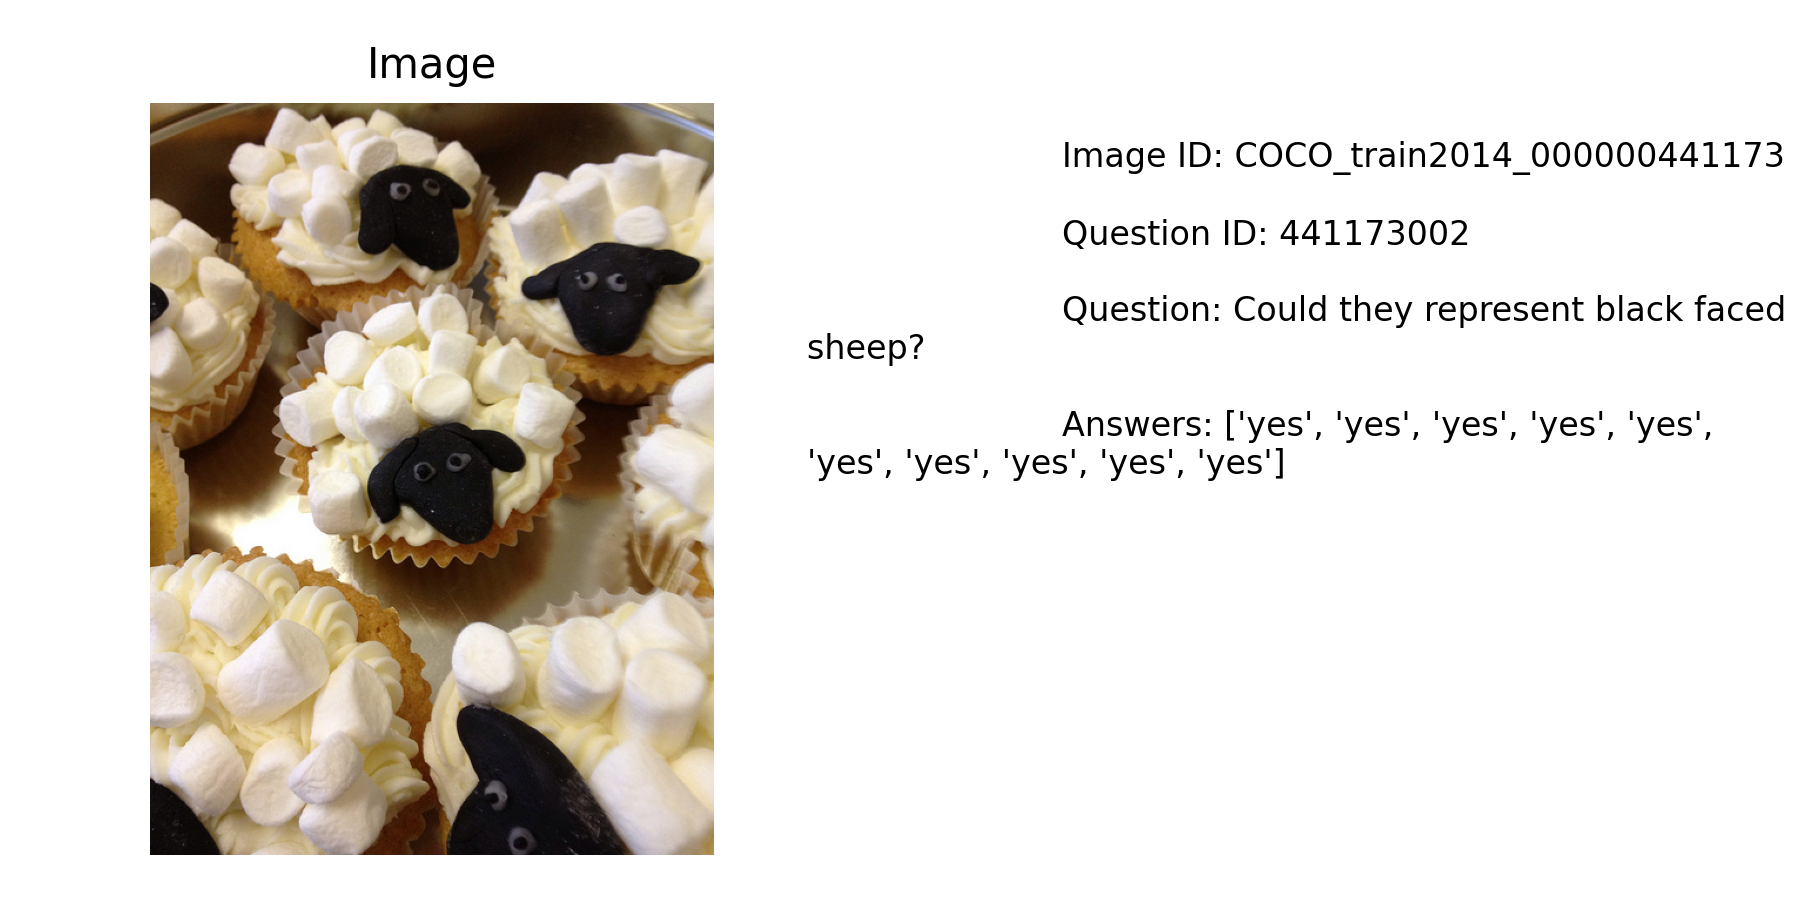 Image
Image ID: COCO_train2014_000000441173
Question ID: 441173002
Question: Could they represent black faced
sheep?
Answers: ['yes', 'yes', 'yes', 'yes', 'yes',
'yes', 'yes', 'yes', 'yes', 'yes']